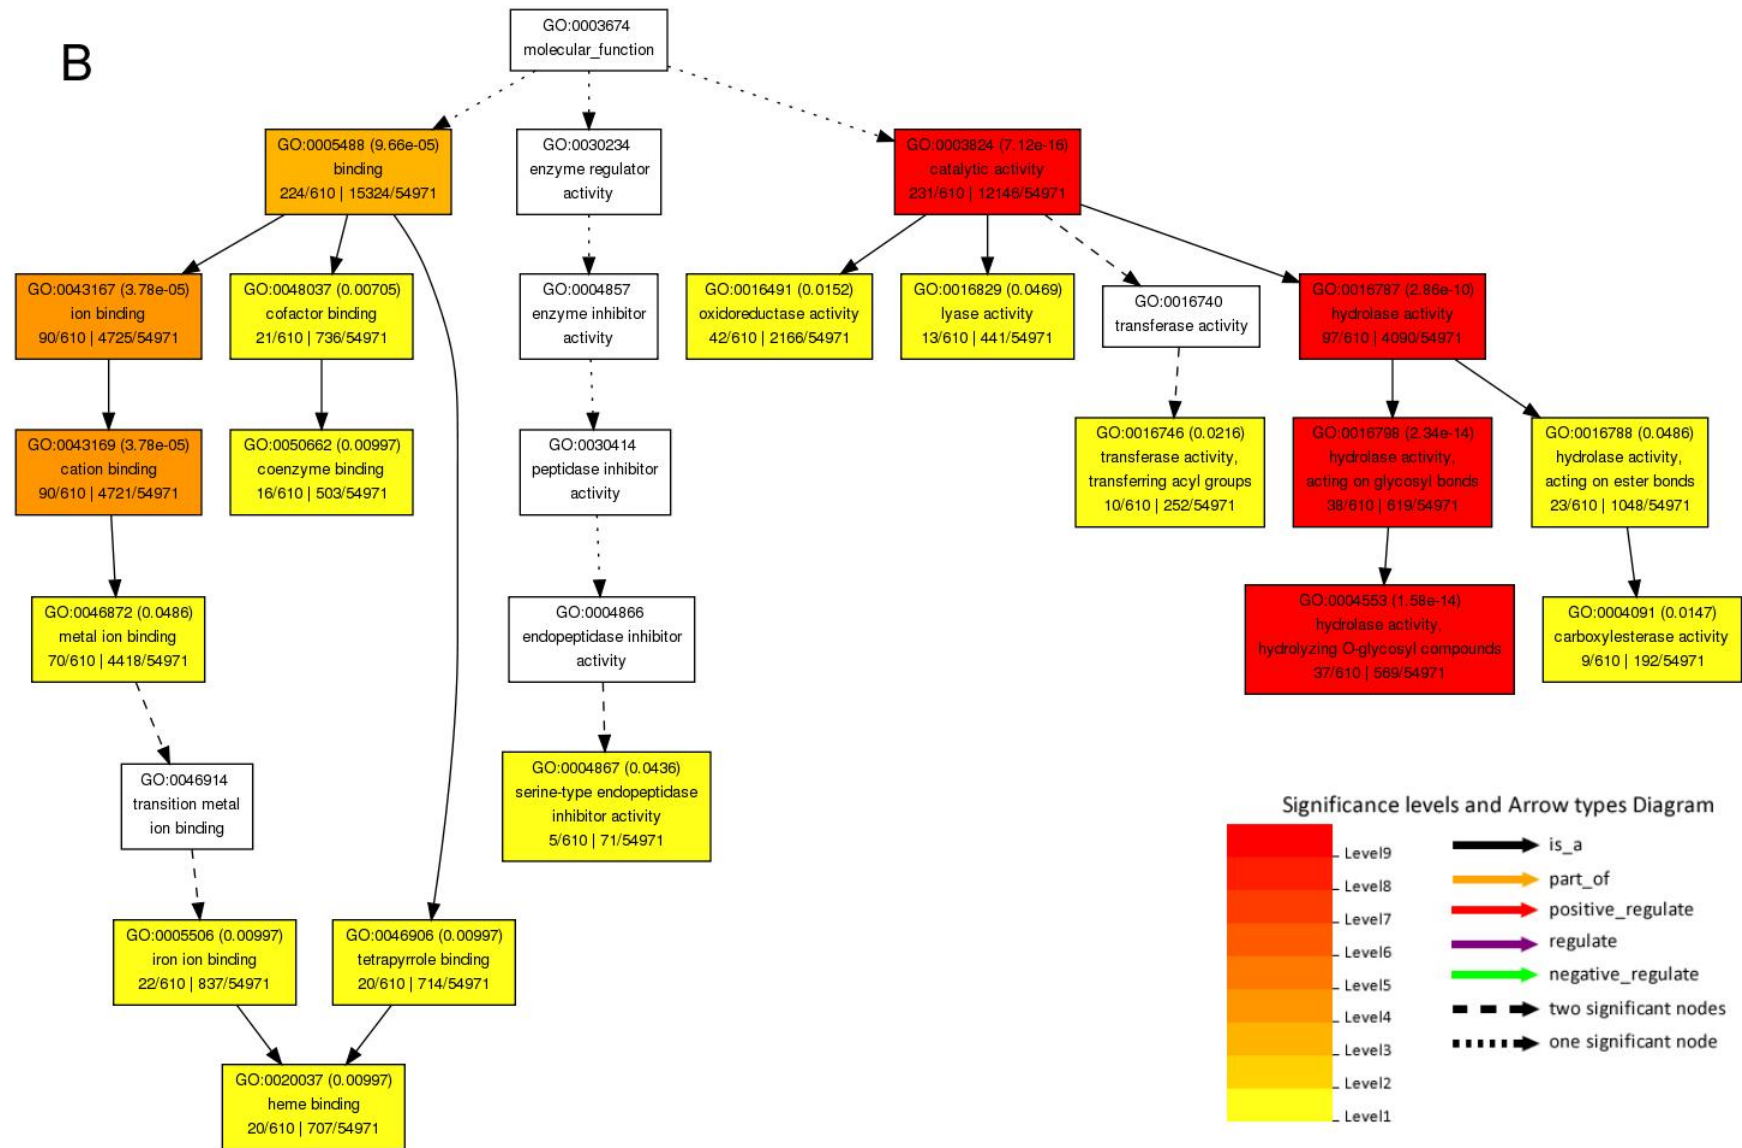 B
GO:0003674
molecular_function
GO:0005488 (9.66e-05)
binding
224/610 | 15324/54971
GO:0030234
enzyme regulator
activity
GO:0003824 (7.12e-16)
catalytic activity
231/610 | 12146/54971
GO:0043167 (3.78e-05)
ion binding
90/610 | 4725/54971
GO:0048037 (0.00705)
cofactor binding
21/610 | 736/54971
GO:0004857
enzyme inhibitor
activity
GO:0016491 (0.0152)
oxidoreductase activity
42/610 | 2166/54971
GO:0016829 (0.0469)
lyase activity
13/610 | 441/54971
GO:0016740
transferase activity
GO:0016787 (2.86e-10)
hydrolase activity
97/610 | 4090/54971
GO:0043169 (3.78e-05)
cation binding
90/610 | 4721/54971
GO:0050662 (0.00997)
coenzyme binding
16/610 | 503/54971
GO:0030414
peptidase inhibitor
activity
GO:0016746 (0.0216)
transferase activity,
transferring acyl groups
10/610 | 252/54971
GO:0016798 (2.34e-14)
hydrolase activity,
acting on glycosyl bonds
38/610 | 619/54971
GO:0016788 (0.0486)
hydrolase activity,
acting on ester bonds
23/610 | 1048/54971
GO:0046872 (0.0486)
metal ion binding
70/610 | 4418/54971
GO:0004866
endopeptidase inhibitor
activity
GO:0004553 (1.58e-14)
hydrolase activity,
hydrolyzing O-glycosyl compounds
37/610 | 569/54971
GO:0004091 (0.0147)
carboxylesterase activity
9/610 | 192/54971
GO:0046914
transition metal
ion binding
GO:0004867 (0.0436)
serine-type endopeptidase
inhibitor activity
5/610 | 71/54971
GO:0005506 (0.00997)
iron ion binding
22/610 | 837/54971
GO:0046906 (0.00997)
tetrapyrrole binding
20/610 | 714/54971
GO:0020037 (0.00997)
heme binding
20/610 | 707/54971
Significance levels and Arrow types Diagram
Level9
Level8
Level7
Level6
Level5
Level4
Level3
Level2
Level1
is_a
part_of
positive_regulate
regulate
negative_regulate
two significant nodes
one significant node